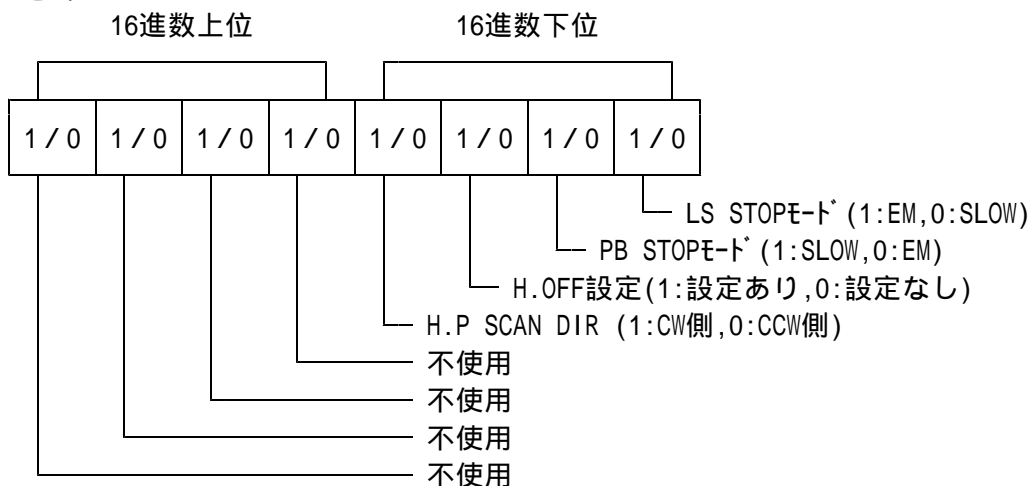 16進数上位 16進数下位
1/0 1/0 1/0 1/0 1/0 1/0 1/0 1/0
LS STOPﾓｰﾄﾞ(1:EM,0:SLOW)
PB STOPﾓｰﾄﾞ(1:SLOW,0:EM)
H.OFF設定(1:設定あり,0:設定なし)
H.P SCAN DIR (1:CW側,0:CCW側)
不使用
不使用
不使用
不使用